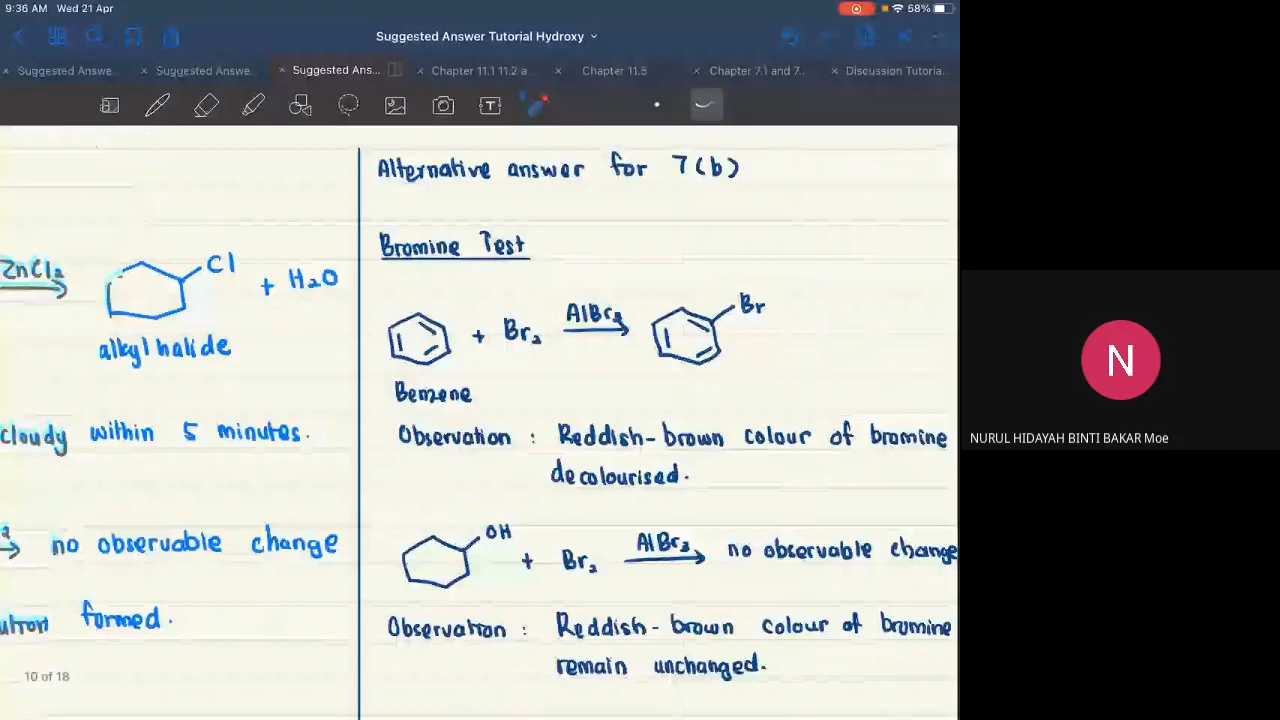 9:36 AM Wed 21 Apr
58%
Suggested Answer Tutorial Hydroxy
Suggested Answe...
Suggested Answe.
Suggested Ans...
Chapter 11.1 11.2 a...
Chapter 11.5
Chapter 7.1 and 7..
Discussion Tutoria.
ZnCl₂
Cl
+ H₂O
alkyl halide
cloudy within 5 minutes.
2
no observable change
formed.
10 of 18
Alternative answer for 7(b)
Bromine Test
+ Br₂
AlBr₃
Br
Benzene
Observation : Reddish-brown colour of bromine
decolourised.
OH
+ Br₂
AlBr₃
no observable change
Observation : Reddish-brown colour of bromine
remain unchanged.
N
NURUL HIDAYAH BINTI BAKAR Moe